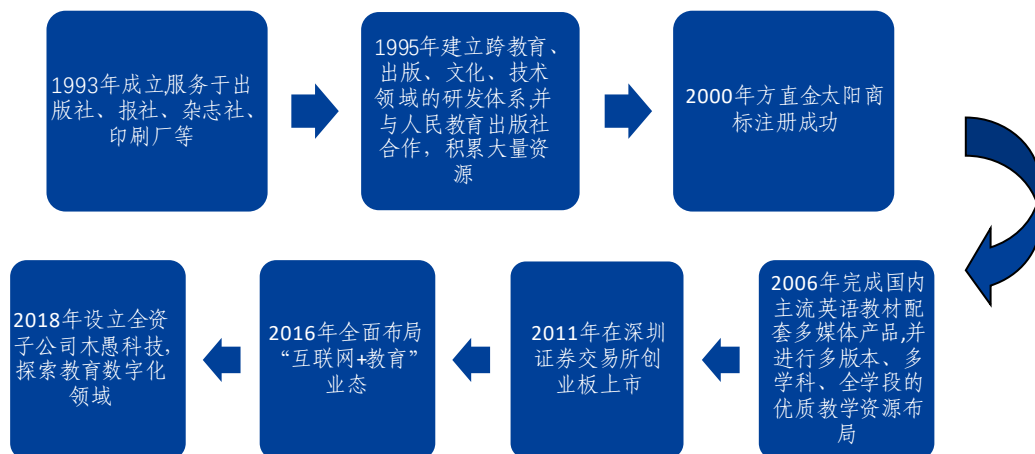 1993年成立,服务于出
版社、报社、杂志社、
印刷厂等
1995年建立跨教育、
出版、文化、技术
领域的研发体系,并
与人民教育出版社
合作，积累大量资
源
2000年方直金太阳商
标注册成功
2006年完成国内
主流英语教材配
套多媒体产品,并
进行多版本、多
学科、全学段的
优质教学资源布
局
2011年在深圳
证券交易所创
业板上市
2016年全面布局
“互联网+教育”
业态
2018年设立全资
子公司木愚科技,
探索教育数字化
领域